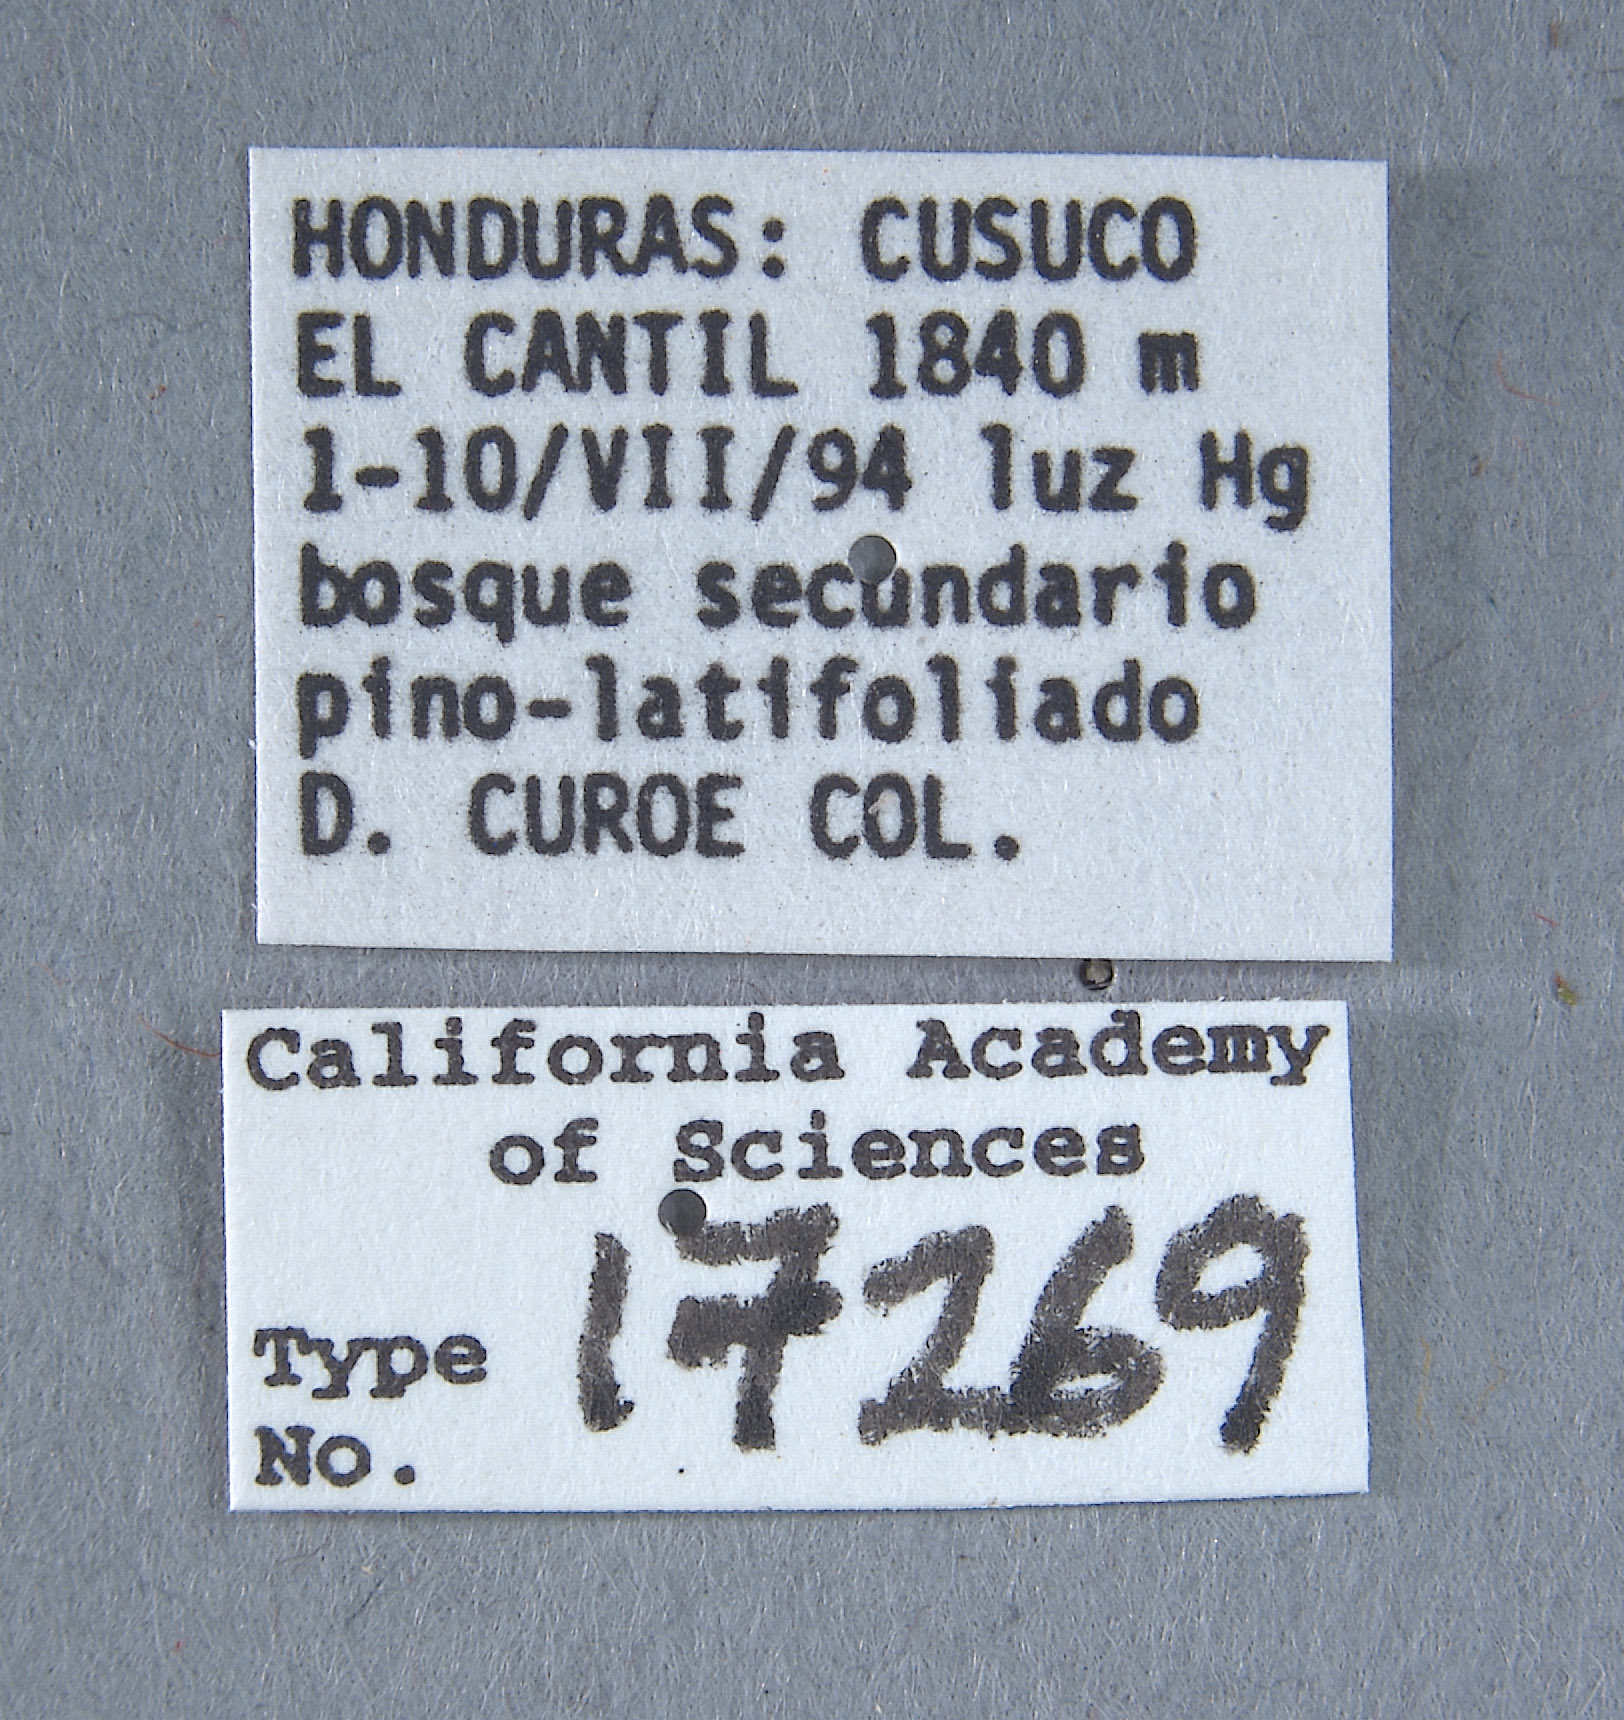 HONDURAS: CUSUCO
EL CANTIL 1840 m
1-10/VII/94 luz Hg
bosque secundario
pino-latifoliado
D. CUROE COL.
California Academy
of Sciences
Type
No. 17269